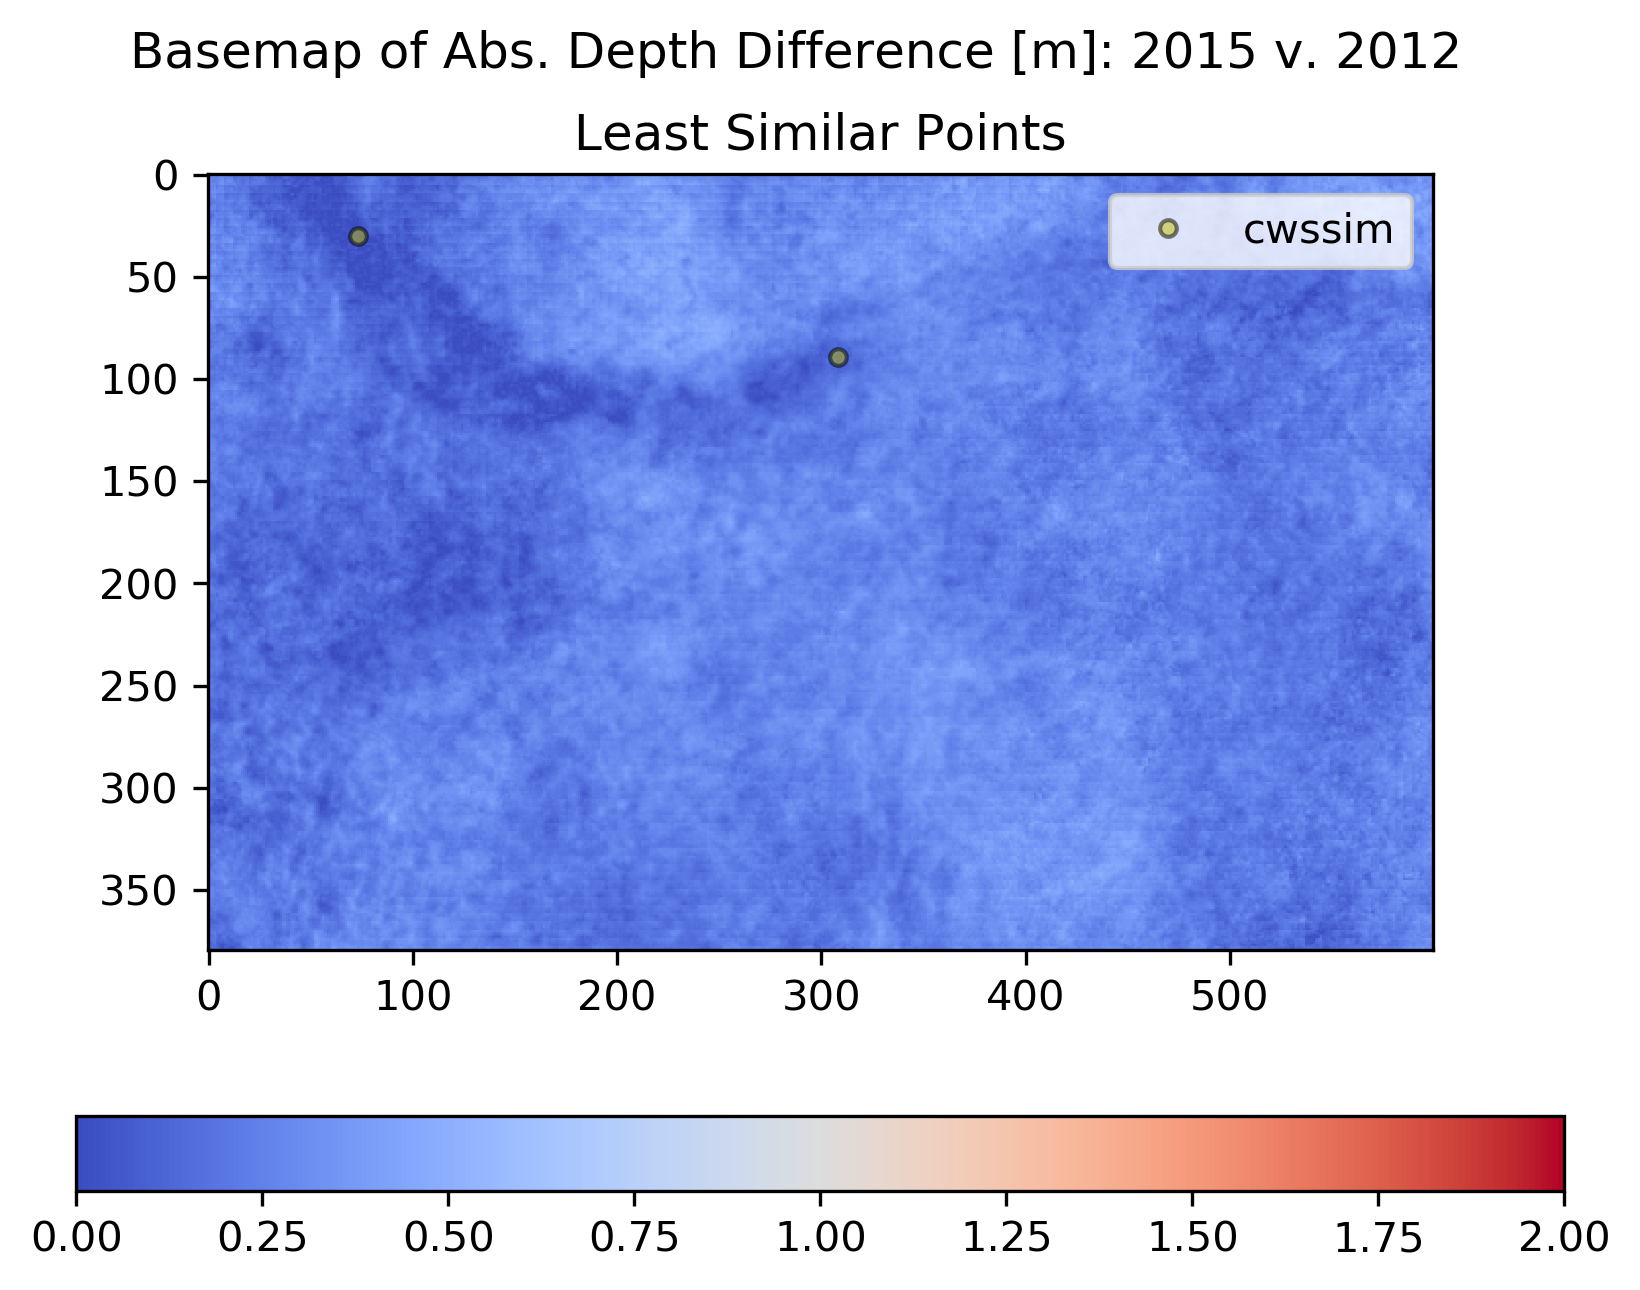 Basemap of Abs. Depth Difference [m]: 2015 v. 2012
Least Similar Points
cwssim
0
50
100
150
200
250
300
350
0 100 200 300 400 500
0.00 0.25 0.50 0.75 1.00 1.25 1.50 1.75 2.00